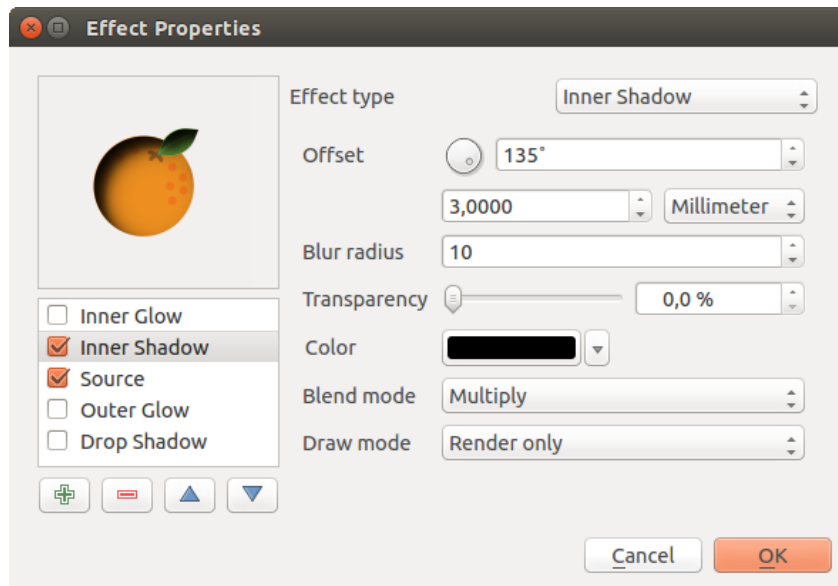 Effect Properties
Effect type Inner Shadow
Offset 135°
3,0000 Millimeter
Blur radius 10
Transparency 0,0 %
Color
Blend mode Multiply
Draw mode Render only
Inner Glow
Inner Shadow
Source
Outer Glow
Drop Shadow
Cancel OK